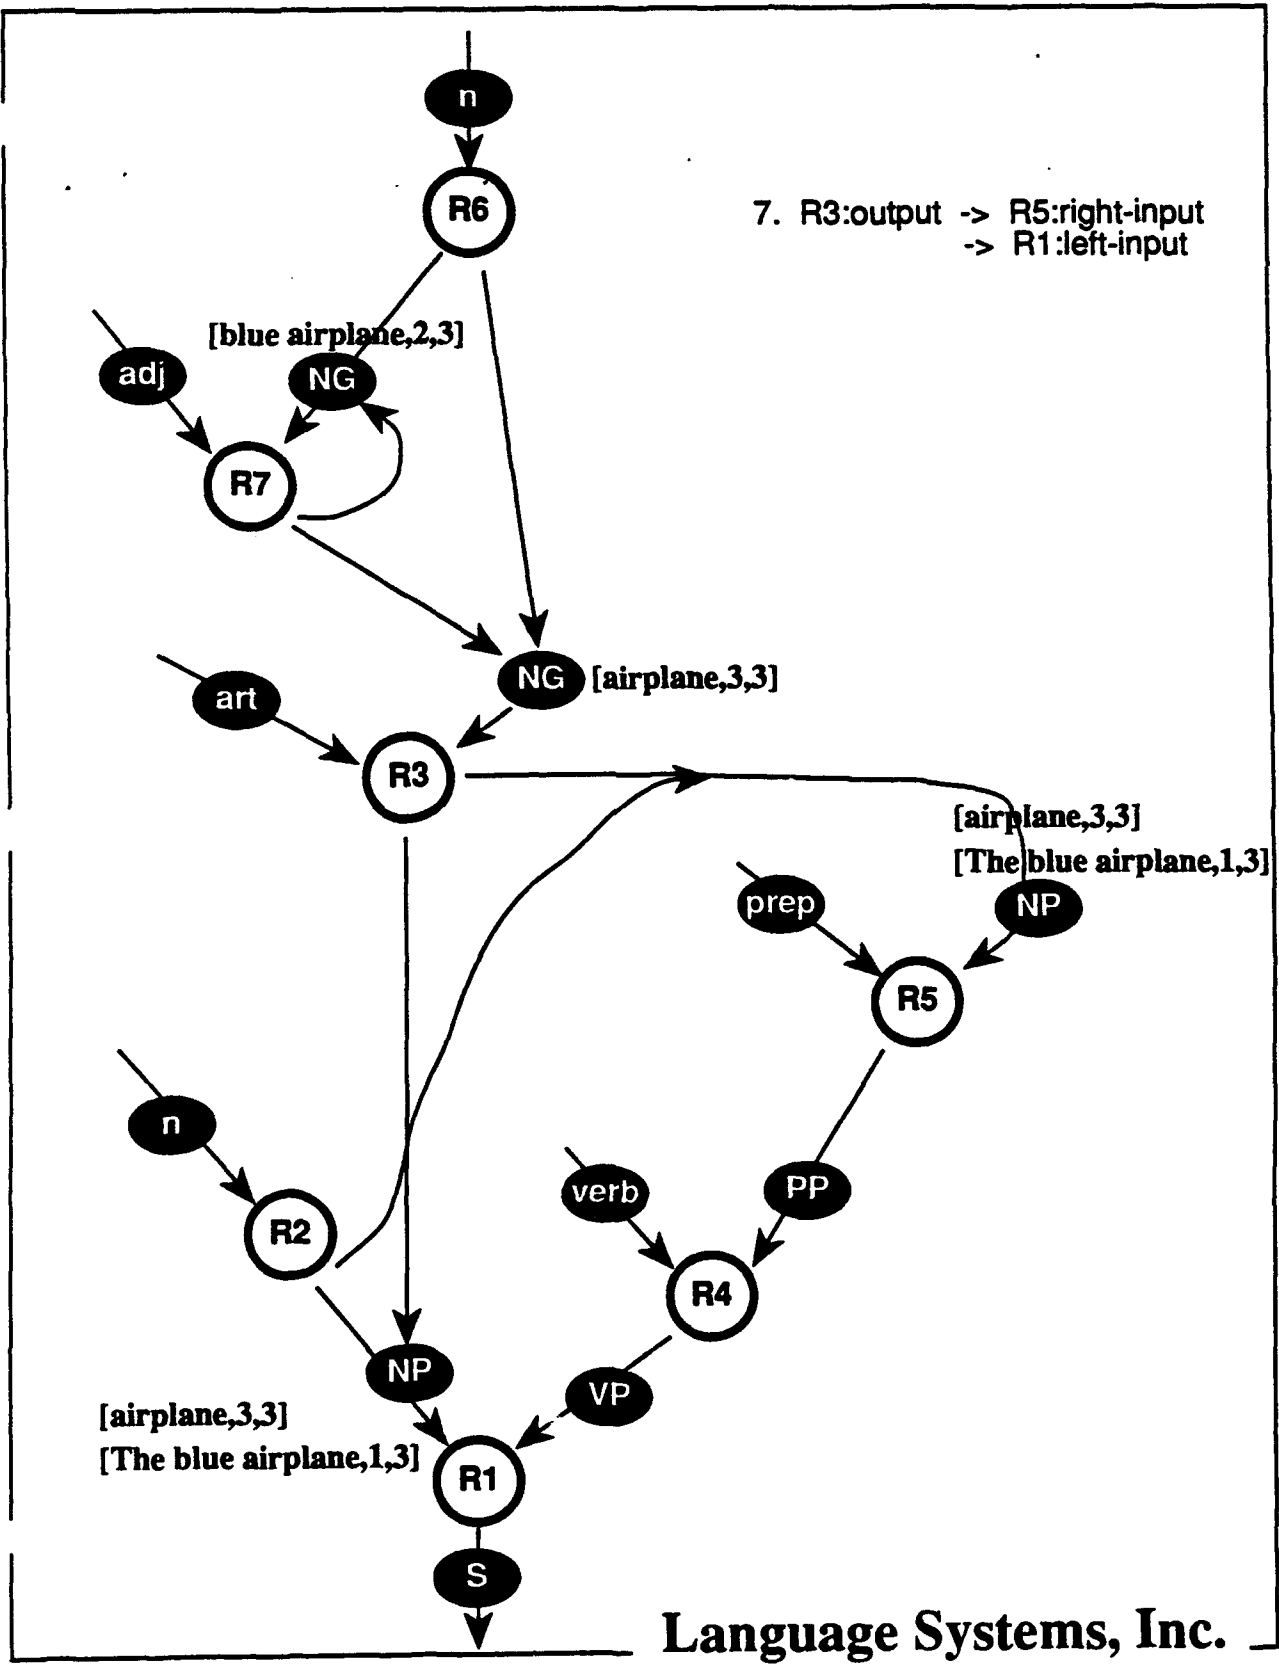 n
R6
7. R3:output -> R5:right-input
-> R1:left-input
[blue airplane,2,3]
adj
NG
R7
NG [airplane,3,3]
art
R3
[airplane,3,3]
[The blue airplane,1,3]
prep
NP
R5
n
verb
PP
R2
R4
NP
VP
[airplane,3,3]
[The blue airplane,1,3]
R1
S
Language Systems, Inc.